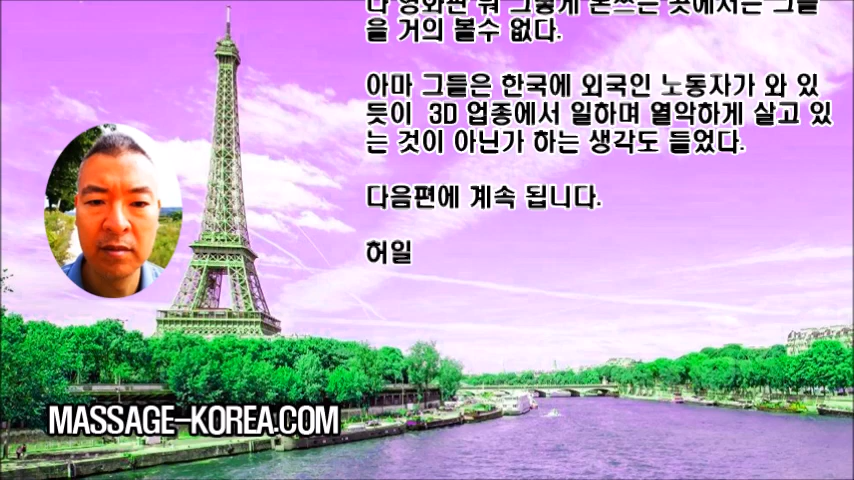 을 거의 볼수 없다.
아마 그들은 한국에 외국인 노동자가 와 있
듯이 3D 업종에서 일하며 열악하게 살고 있
는 것이 아닌가 하는 생각도 들었다.
다음편에 계속 됩니다.
허일
MASSAGE-KOREA.COM